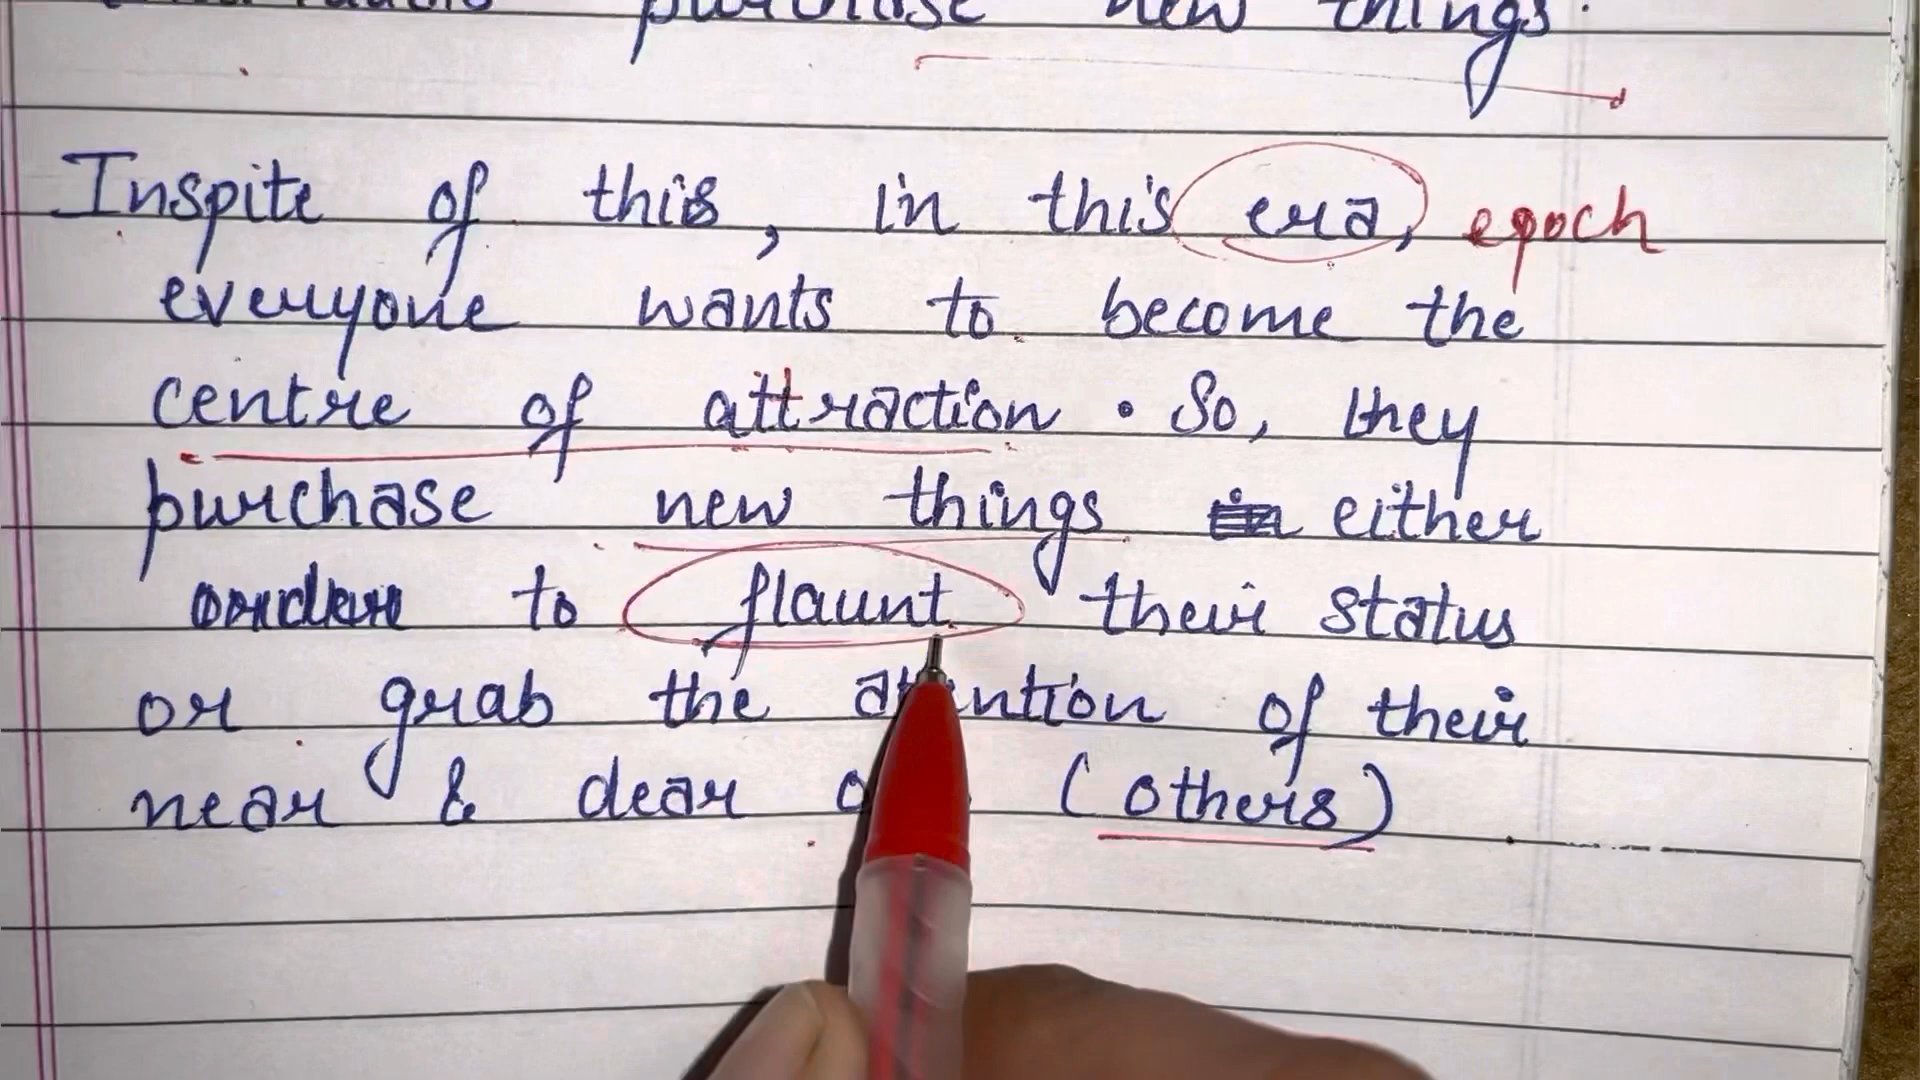 purchase new things.
Inspite of this, in this era, epoch
everyone wants to become the
centre of attraction. So, they
purchase new things either
to flaunt their status
or grab the attention of their
near & dear (others)